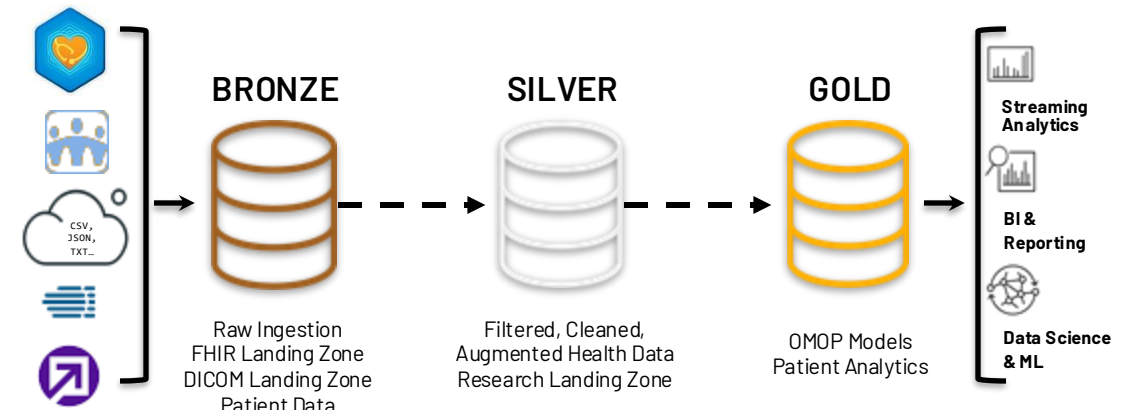 CSV,
JSON,
TXT…
BRONZE
Raw Ingestion
FHIR Landing Zone
DICOM Landing Zone
Patient Data
SILVER
Filtered, Cleaned,
Augmented Health Data
Research Landing Zone
GOLD
OMOP Models
Patient Analytics
Streaming
Analytics
BI &
Reporting
Data Science
& ML